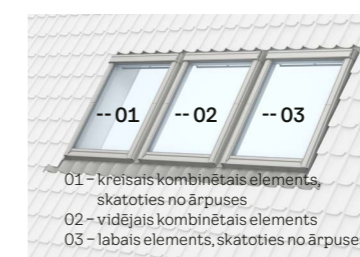 -- 01 -- 02 -- 03
01 – kreisais kombinētais elements,
skatoties no ārpuses
02 – vidējais kombinētais elements
03 – labais elements, skatoties no ārpuses